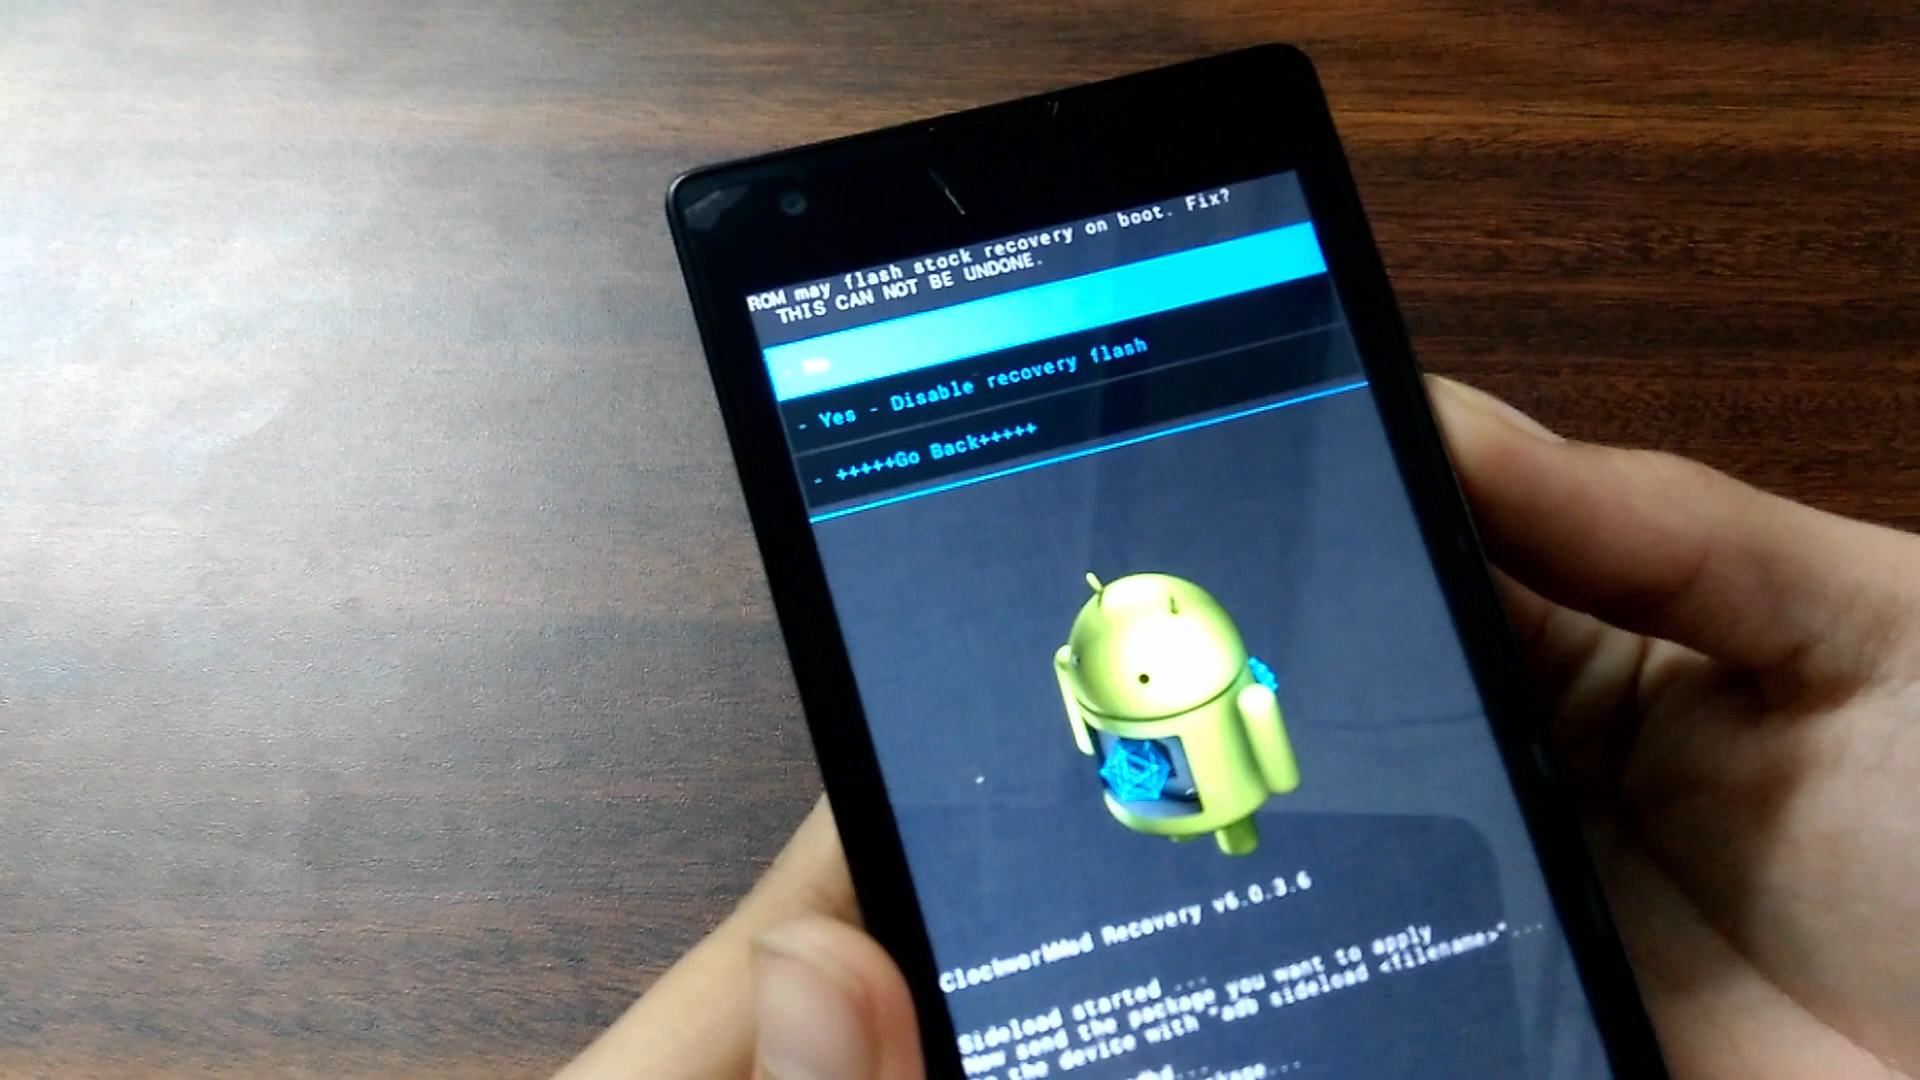 ROM may flash stock recovery on boot. Fix?
THIS CAN NOT BE UNDONE.
- No
- Yes - Disable recovery flash
- +++++Go Back+++++
ClockworkMod Recovery v6.0.3.6
Sideload started ...
Now send the package you want to apply
to the device with "adb sideload <filename>"...